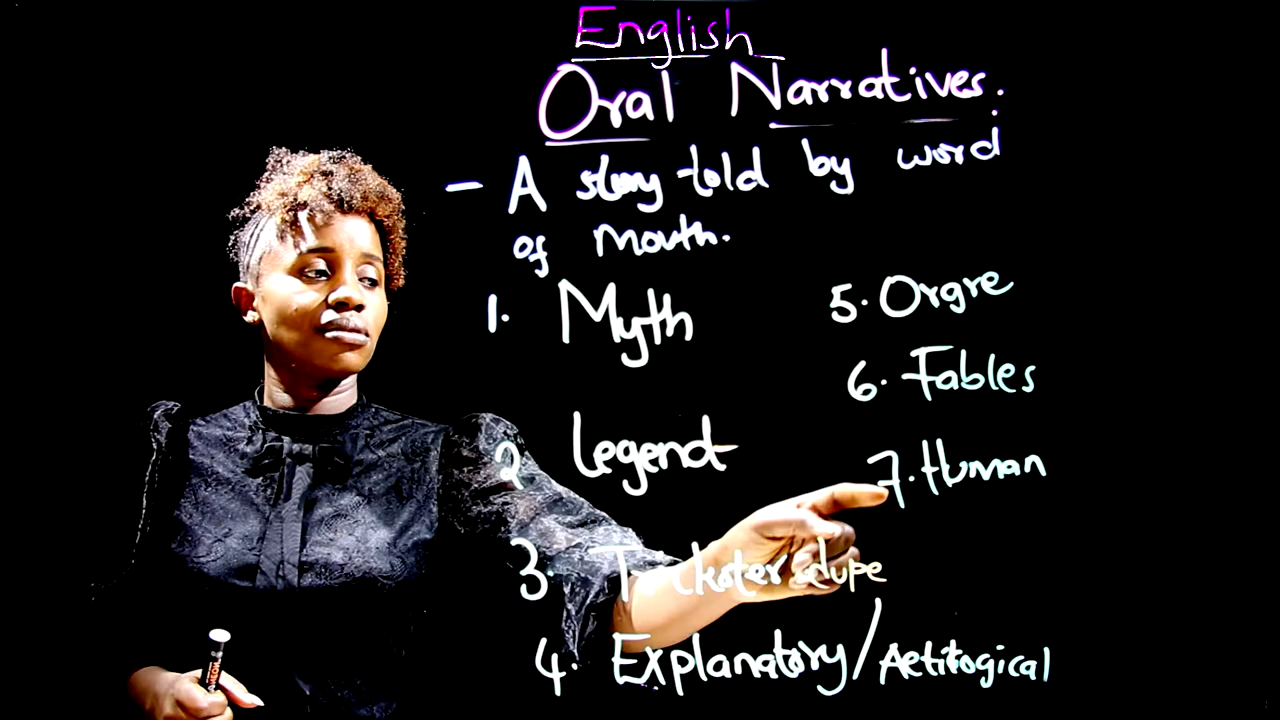 English
Oral Narratives.
- A story told by word
of mouth.
1. Myth
2 Legend
3. Trickster &dupe
4. Explanatory/Aetitogical
5. Orgre
6. Fables
7. Human